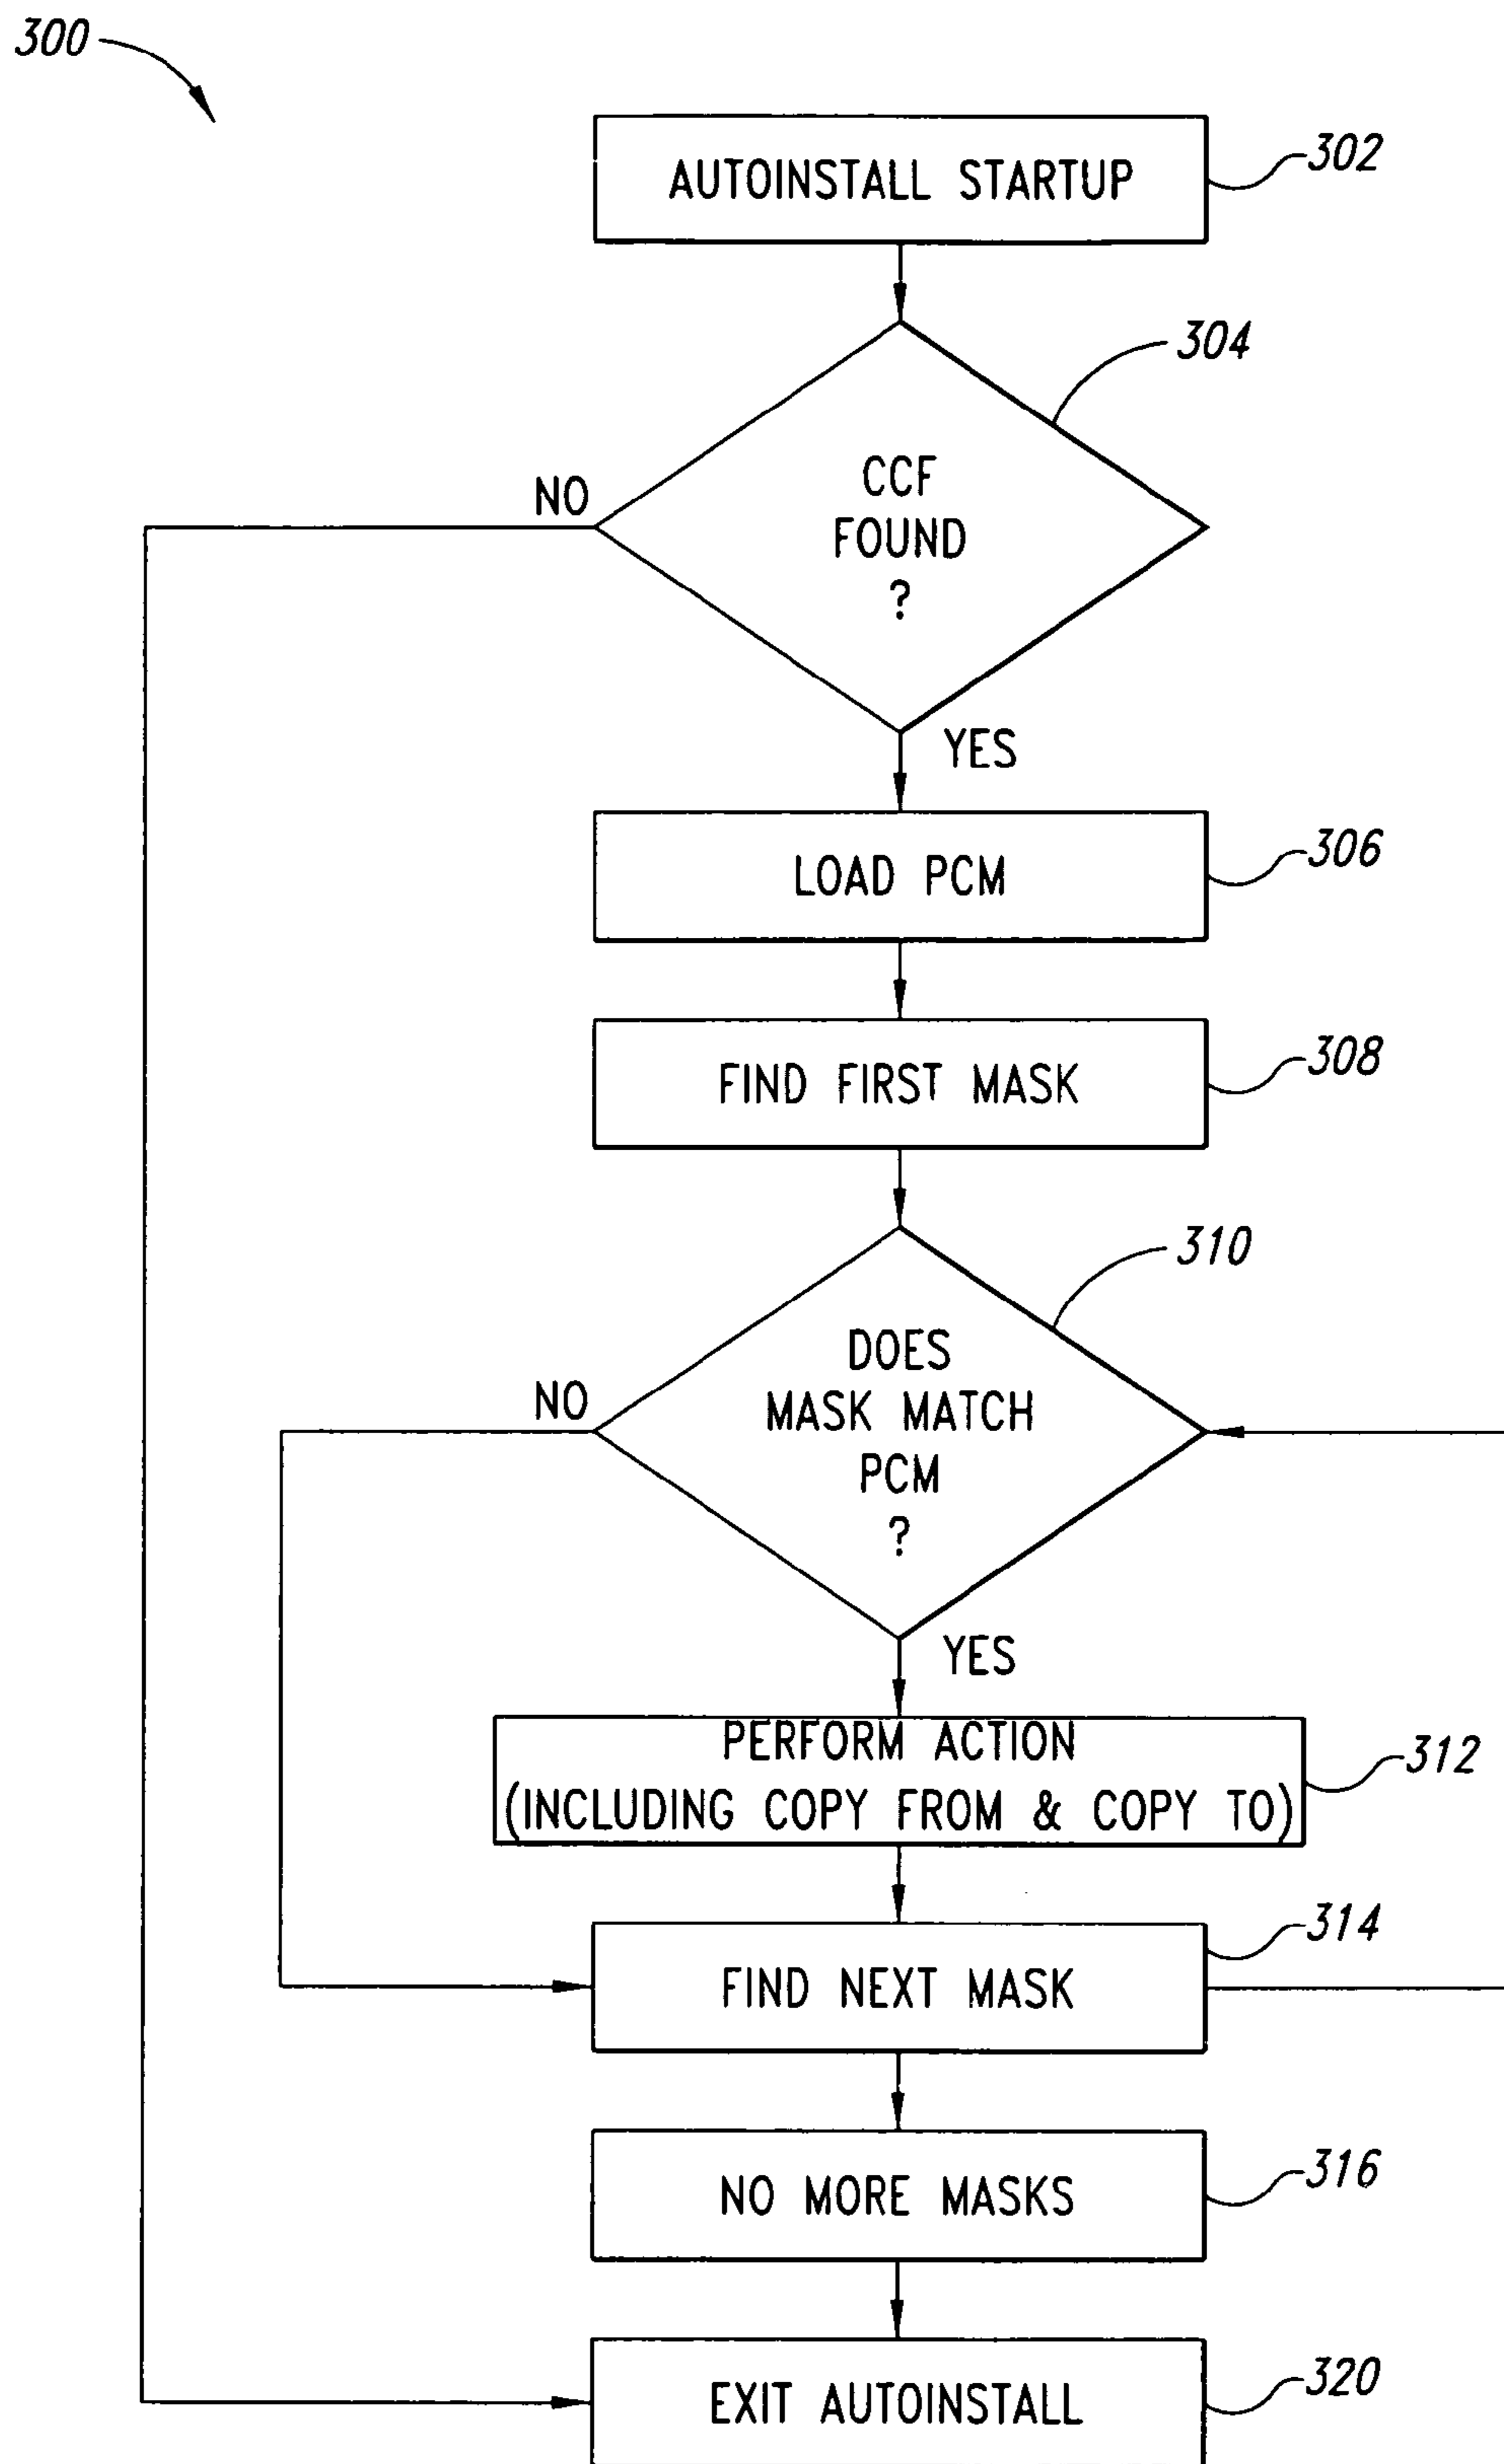 300
AUTOINSTALL STARTUP
302
304
CCF
FOUND
?
NO
YES
LOAD PCM
306
FIND FIRST MASK
308
310
DOES
MASK MATCH
PCM
?
NO
YES
PERFORM ACTION
(INCLUDING COPY FROM & COPY TO)
312
FIND NEXT MASK
314
NO MORE MASKS
316
EXIT AUTOINSTALL
320